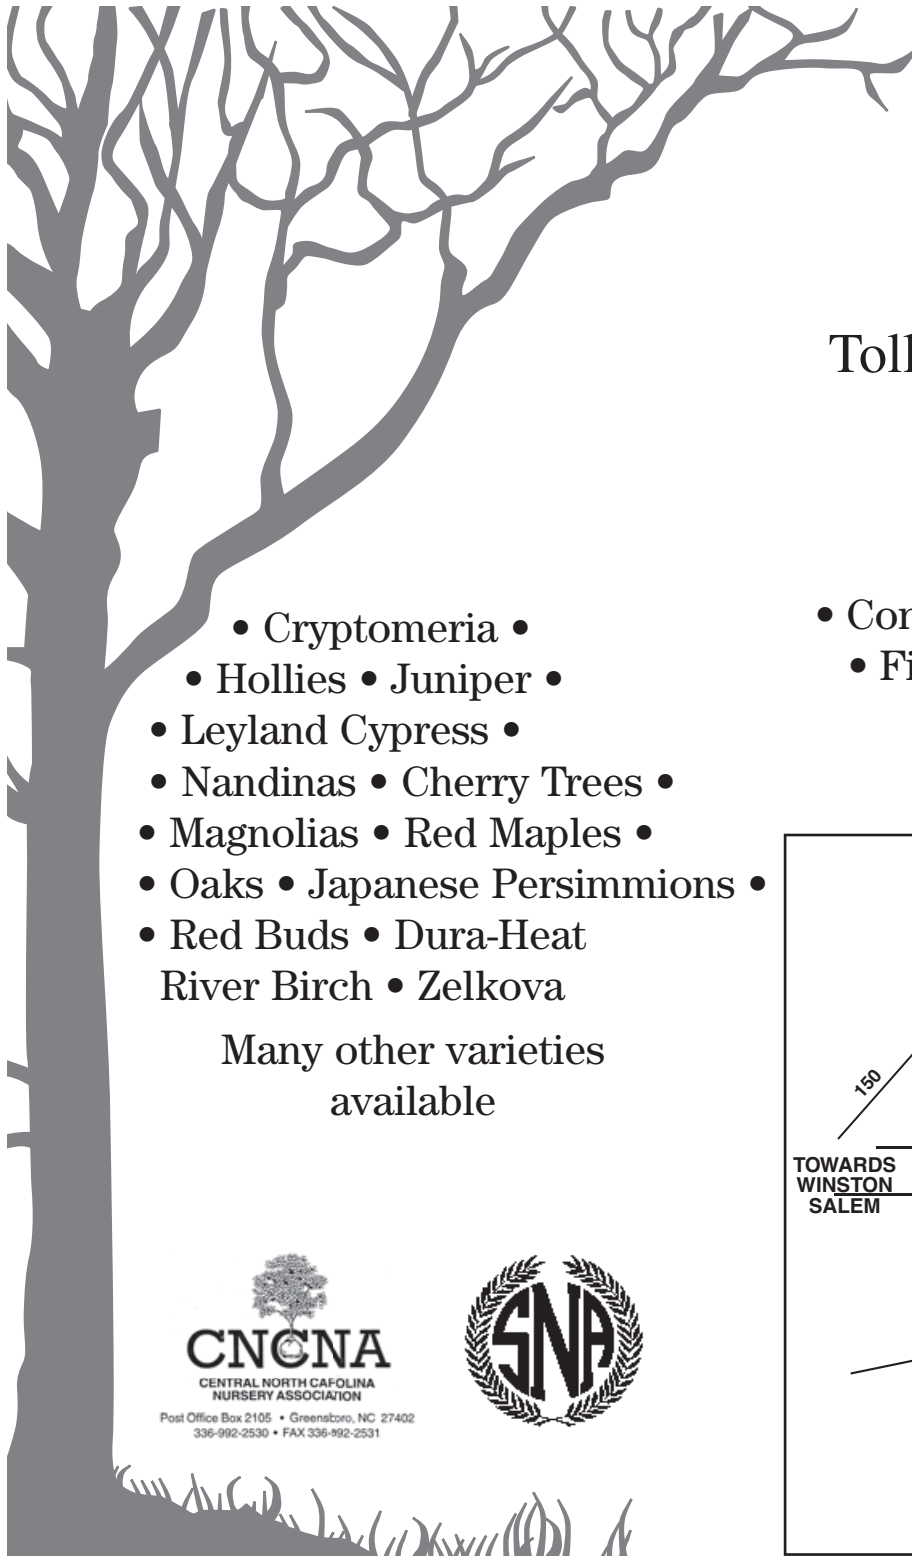 Toll
• Cryptomeria •
• Hollies • Juniper •
• Leyland Cypress •
• Nandinas • Cherry Trees •
• Magnolias • Red Maples •
• Oaks • Japanese Persimmions •
• Red Buds • Dura-Heat
River Birch • Zelkova
Many other varieties
available
• Con
• Fi
150
TOWARDS
WINSTON
SALEM
CNCNA
CENTRAL NORTH CAROLINA
NURSERY ASSOCIATION
Post Office Box 2105 • Greensboro, NC 27402
336-992-2530 • FAX 336-992-2531
SNA